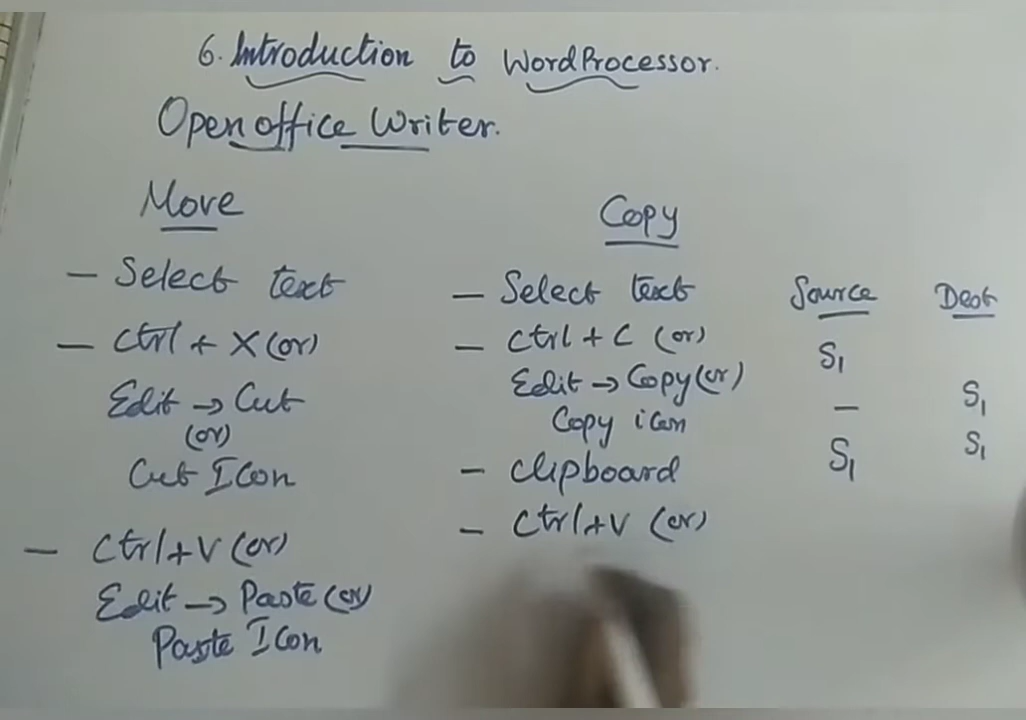 6. Introduction to WordProcessor.
Openoffice Writer.
Move
- Select text
- Ctrl + X (or)
Edit → Cut
(or)
Cut Icon
- Ctrl+V (or)
Edit → Paste (or)
Paste Icon
Copy
- Select text
- Ctrl + C (or)
Edit → Copy (or)
Copy icon
- clipboard
- Ctrl+V (or)
Source Dest
S1
- S1
S1 S1